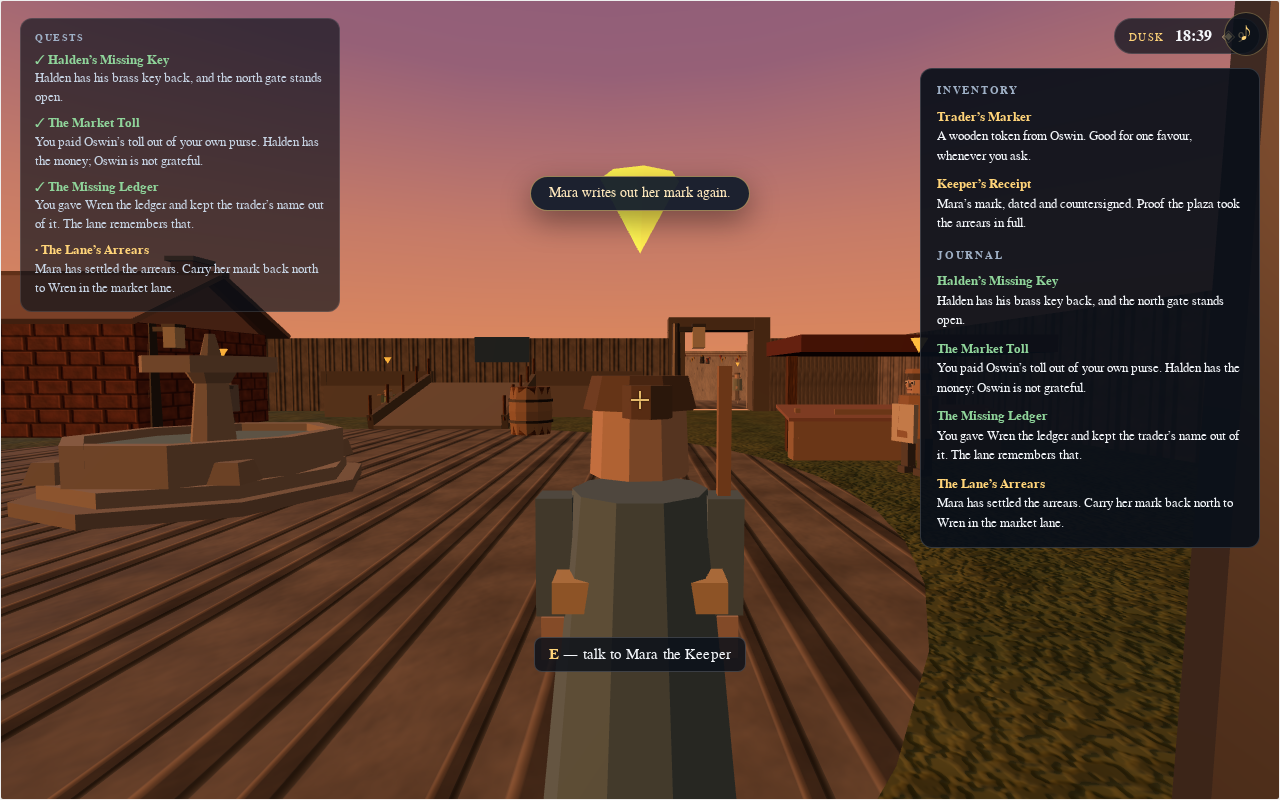 QUESTS
✓ Halden’s Missing Key
Halden has his brass key back, and the north gate stands
open.
✓ The Market Toll
You paid Oswin’s toll out of your own purse. Halden has
the money; Oswin is not grateful.
✓ The Missing Ledger
You gave Wren the ledger and kept the trader’s name out
of it. The lane remembers that.
· The Lane’s Arrears
Mara has settled the arrears. Carry her mark back north
to Wren in the market lane.
Mara writes out her mark again.
E — talk to Mara the Keeper
DUSK 18:39
INVENTORY
Trader’s Marker
A wooden token from Oswin. Good for one favour,
whenever you ask.
Keeper’s Receipt
Mara’s mark, dated and countersigned. Proof the plaza took
the arrears in full.
JOURNAL
Halden’s Missing Key
Halden has his brass key back, and the north gate stands
open.
The Market Toll
You paid Oswin’s toll out of your own purse. Halden has the
money; Oswin is not grateful.
The Missing Ledger
You gave Wren the ledger and kept the trader’s name out of
it. The lane remembers that.
The Lane’s Arrears
Mara has settled the arrears. Carry her mark back north to
Wren in the market lane.